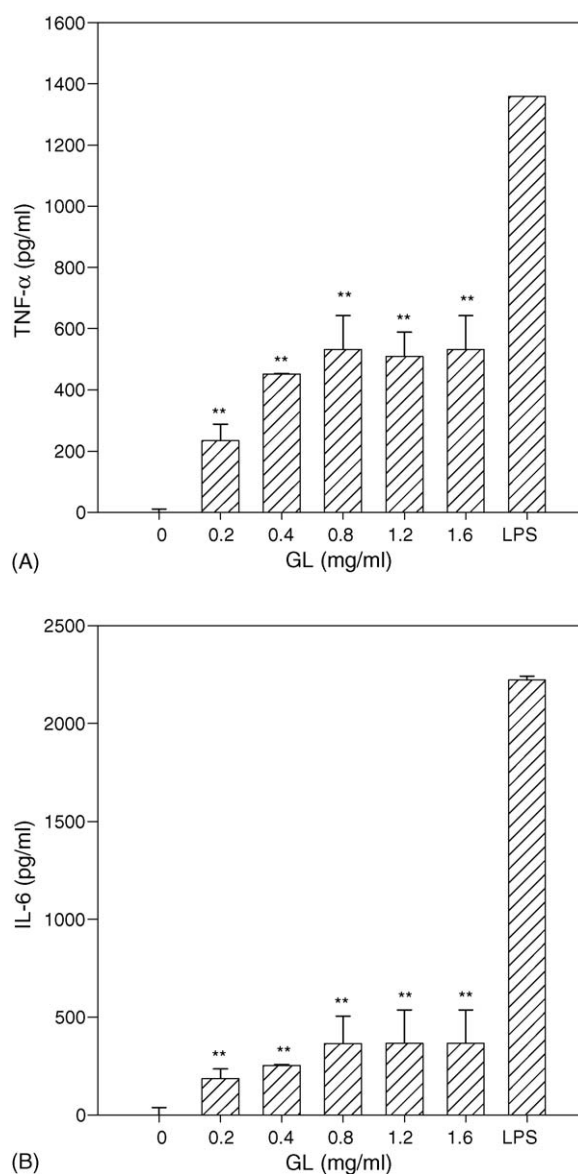 1600
1400
1200
1000
800
600
400
200
0
TNF-α (pg/ml)
** ** ** ** **
0 0.2 0.4 0.8 1.2 1.6 LPS
(A) GL (mg/ml)
2500
2000
1500
1000
500
0
IL-6 (pg/ml)
** ** ** ** **
0 0.2 0.4 0.8 1.2 1.6 LPS
(B) GL (mg/ml)